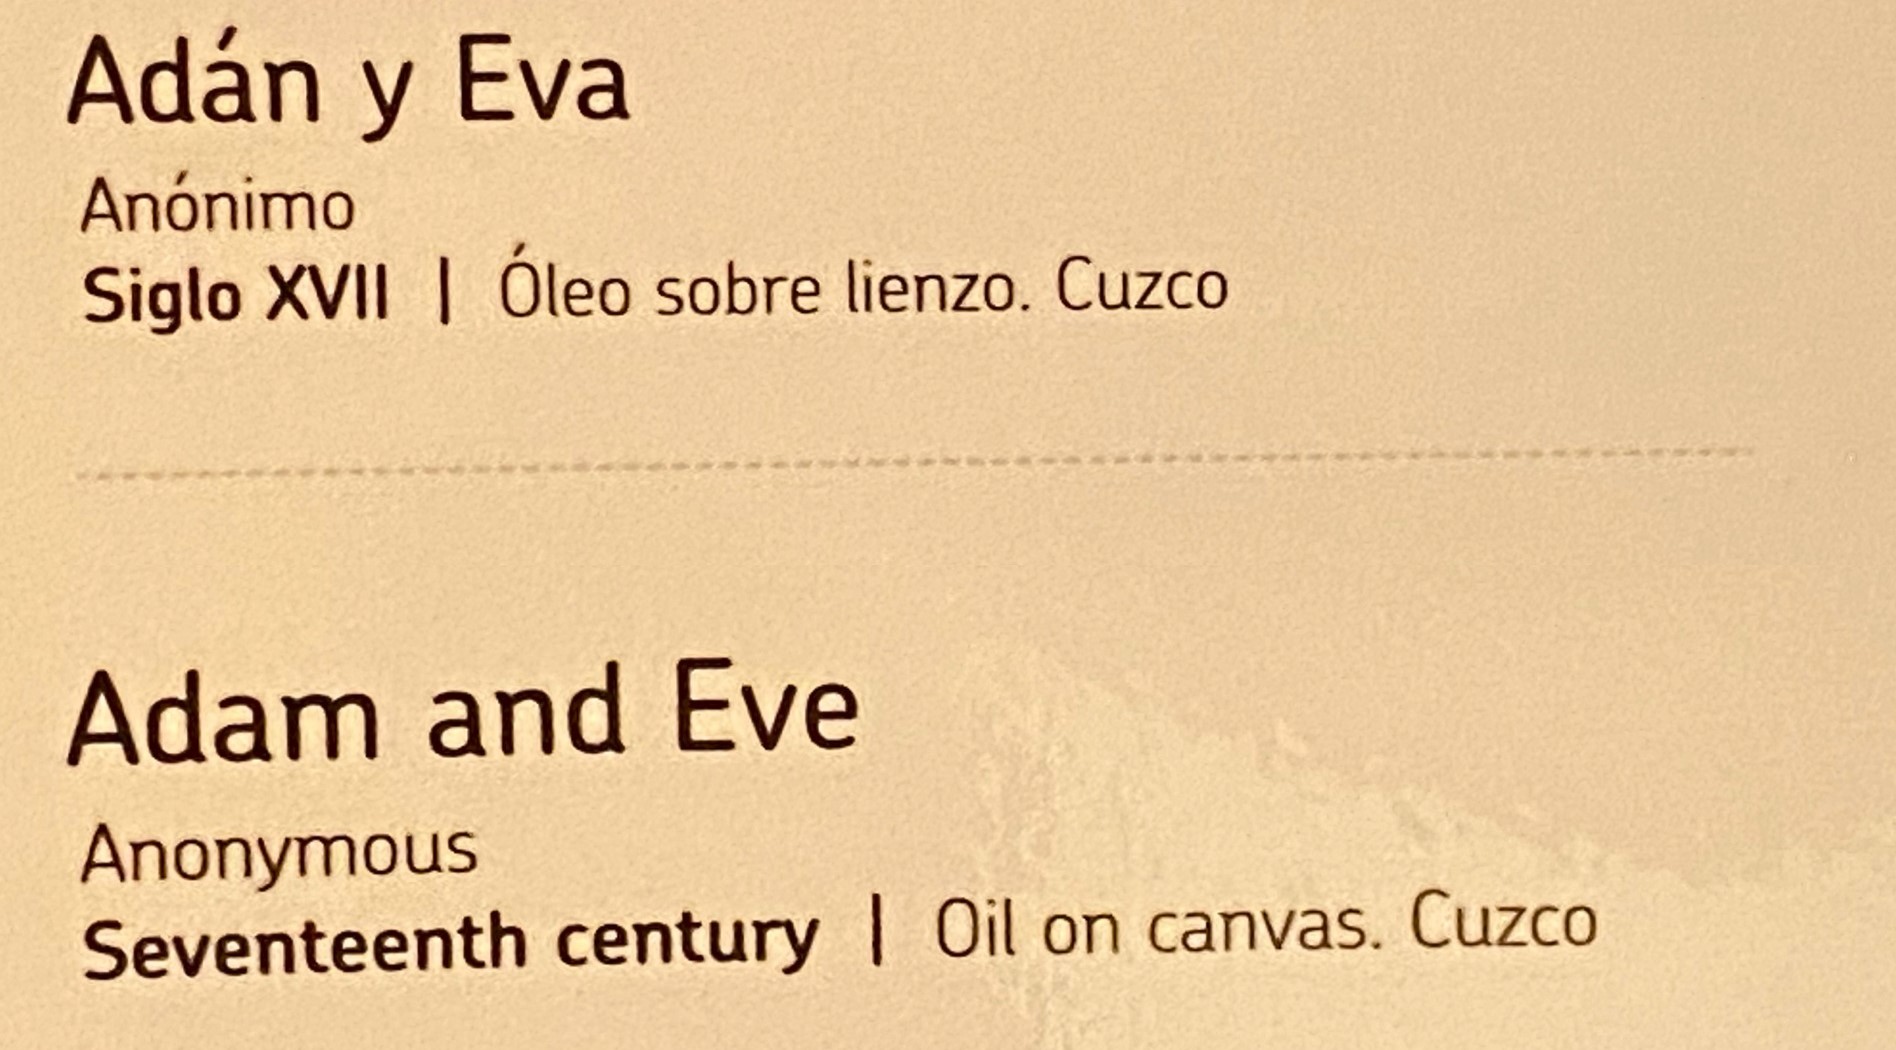 Adán y Eva
Anónimo
Siglo XVII | Óleo sobre lienzo. Cuzco
Adam and Eve
Anonymous
Seventeenth century | Oil on canvas. Cuzco